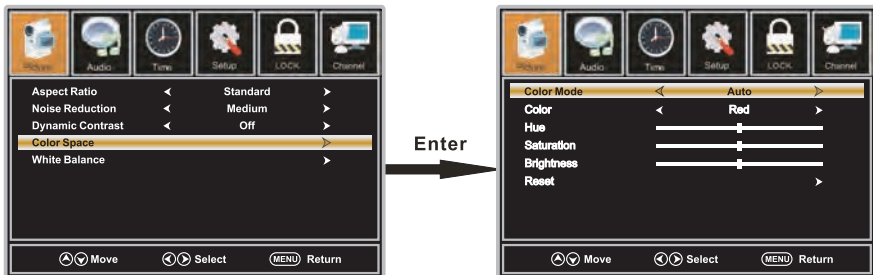 Picture Audio Time Setup LOCK Channel
Aspect Ratio Standard
Noise Reduction Medium
Dynamic Contrast Off
Color Space
White Balance
Move Select MENU Return
Enter
Picture Audio Time Setup LOCK Channel
Color Mode Auto
Color Red
Hue
Saturation
Brightness
Reset
Move Select MENU Return